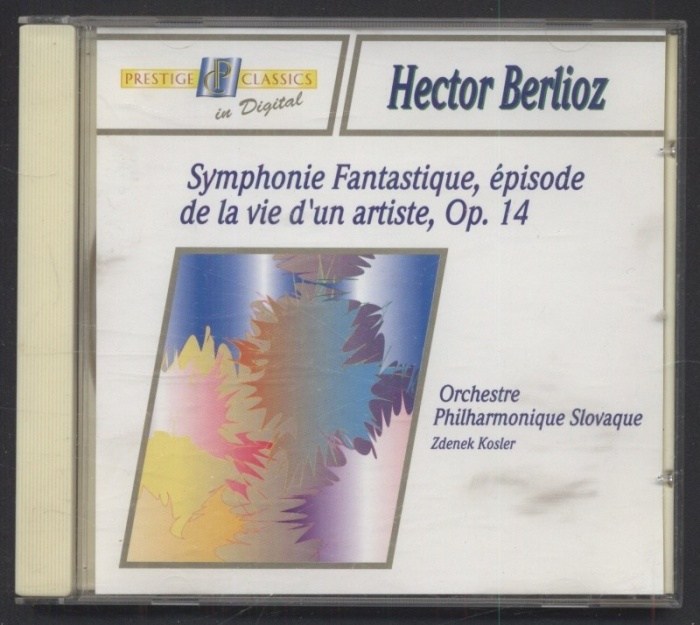 PRESTIGE CP CLASSICS
in Digital
Hector Berlioz
Symphonie Fantastique, épisode
de la vie d'un artiste, Op. 14
Orchestre
Philharmonique Slovaque
Zdenek Kosler